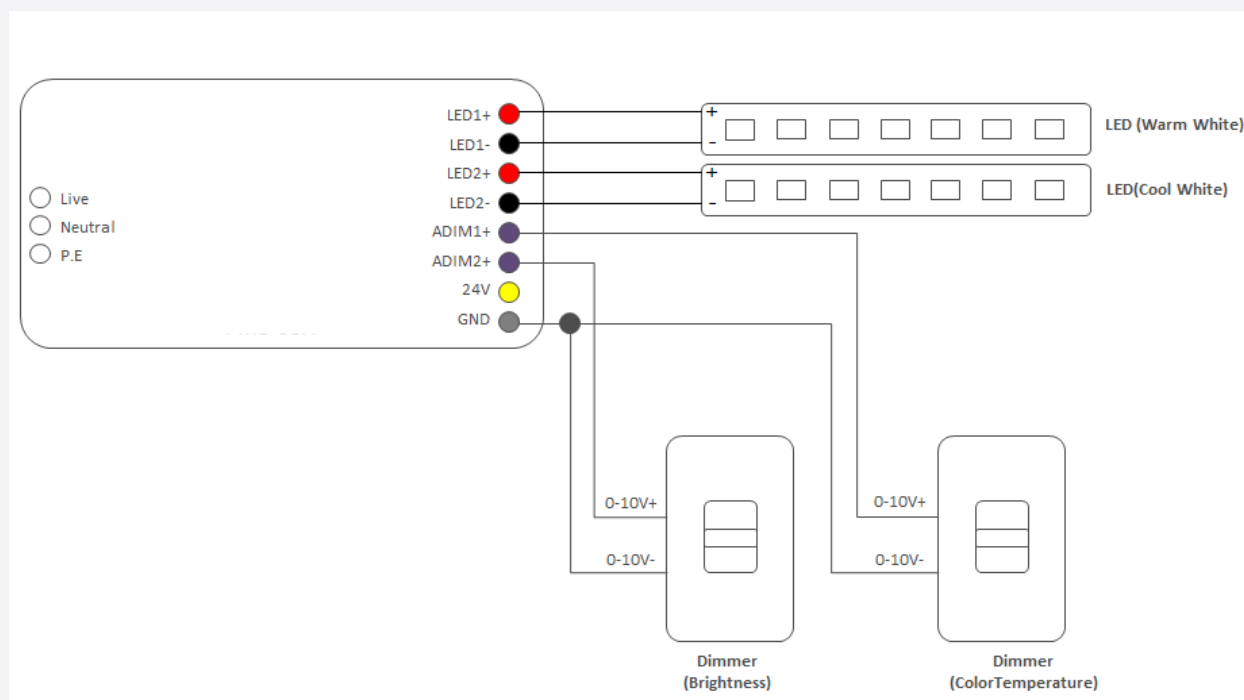 LED1+
LED1-
LED2+
LED2-
ADIM1+
ADIM2+
24V
GND
Live
Neutral
P.E
+
-
LED (Warm White)
+
-
LED(Cool White)
0-10V+
0-10V-
Dimmer
(Brightness)
0-10V+
0-10V-
Dimmer
(ColorTemperature)